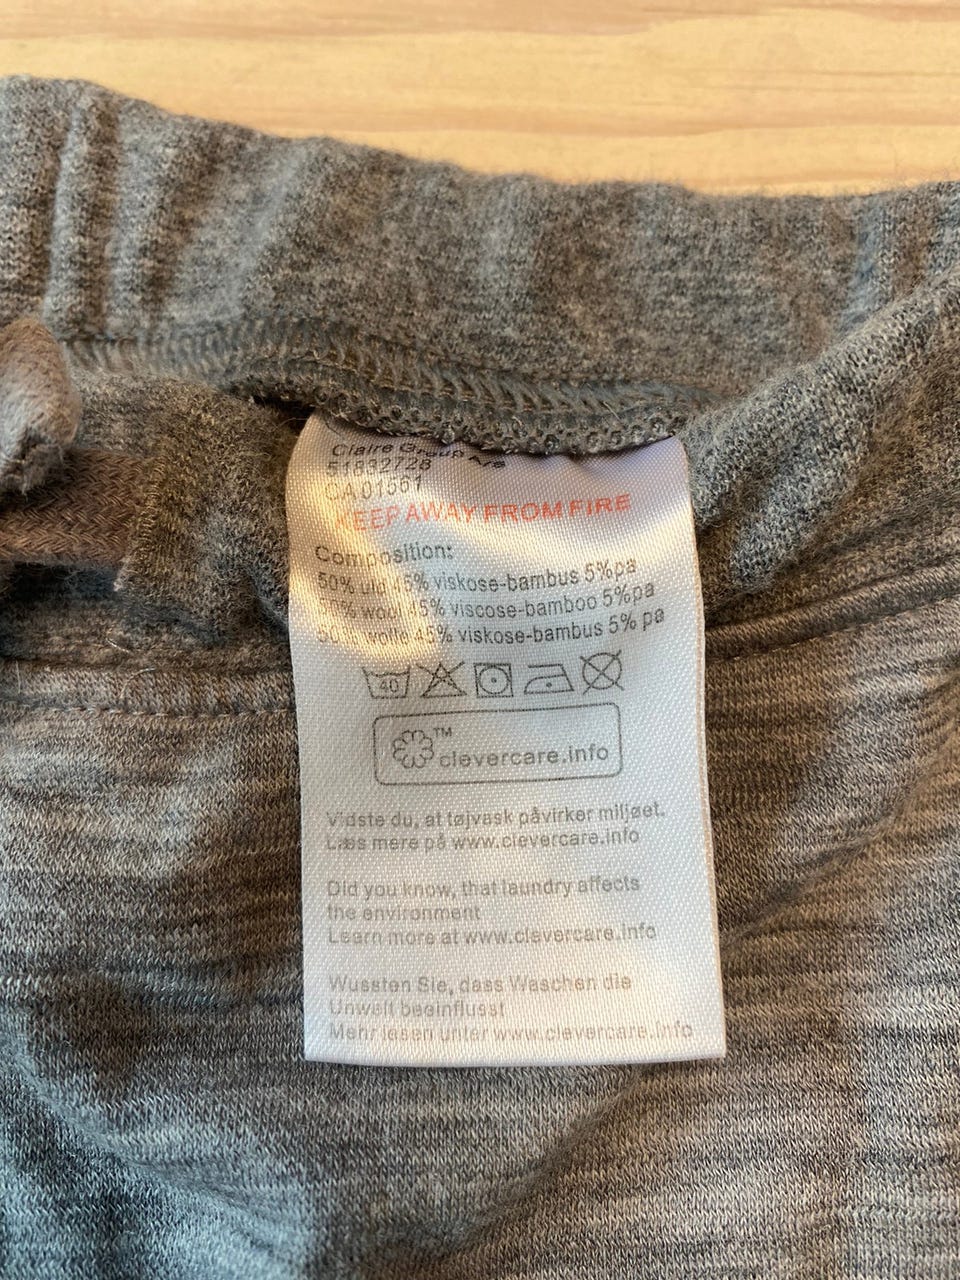 Claire Group A/s
51832728
CA 01561
KEEP AWAY FROM FIRE
Composition:
50% uld 45% viskose-bambus 5%pa
50% wool 45% viscose-bamboo 5%pa
50% wolle 45% viskose-bambus 5% pa
40
™
clevercare.info
Vidste du, at tøjvask påvirker miljøet.
Læs mere på www.clevercare.info
Did you know, that laundry affects
the environment
Learn more at www.clevercare.info
Wussten Sie, dass Waschen die
Umwelt beeinflusst
Mehr lesen unter www.clevercare.info